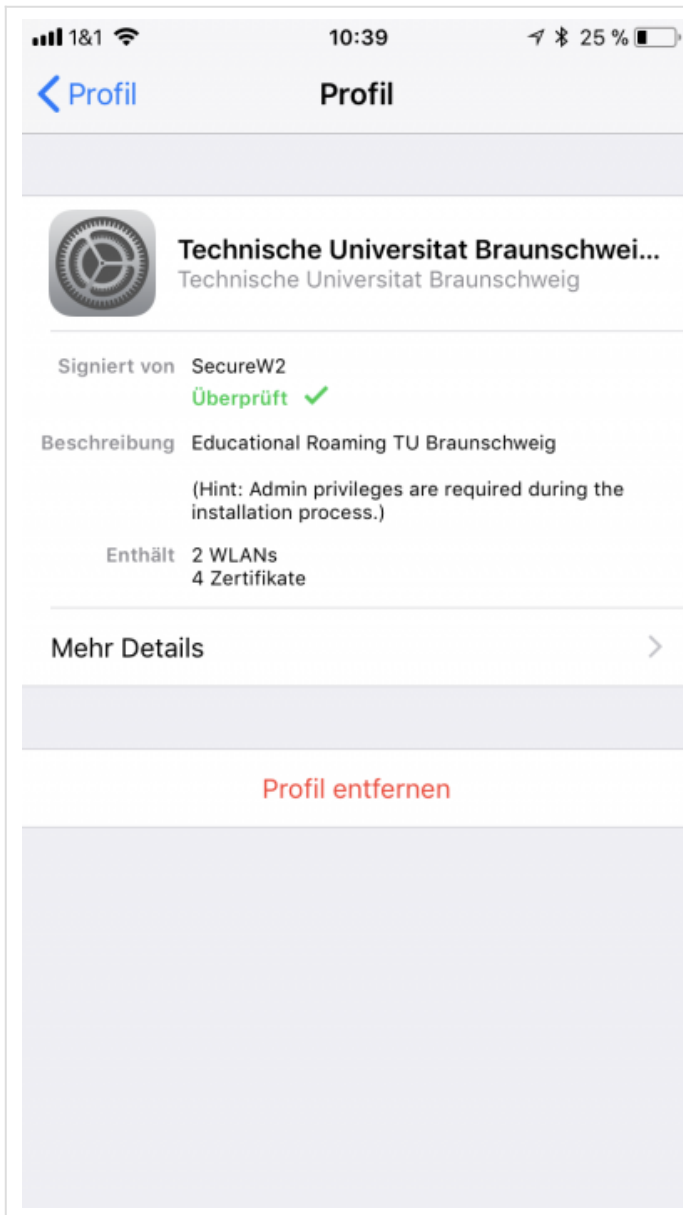 1&1 10:39 25 %
Profil Profil
Technische Universitat Braunschwei...
Technische Universitat Braunschweig
Signiert von SecureW2
Überprüft ✓
Beschreibung Educational Roaming TU Braunschweig
(Hint: Admin privileges are required during the
installation process.)
Enthält 2 WLANs
4 Zertifikate
Mehr Details
Profil entfernen